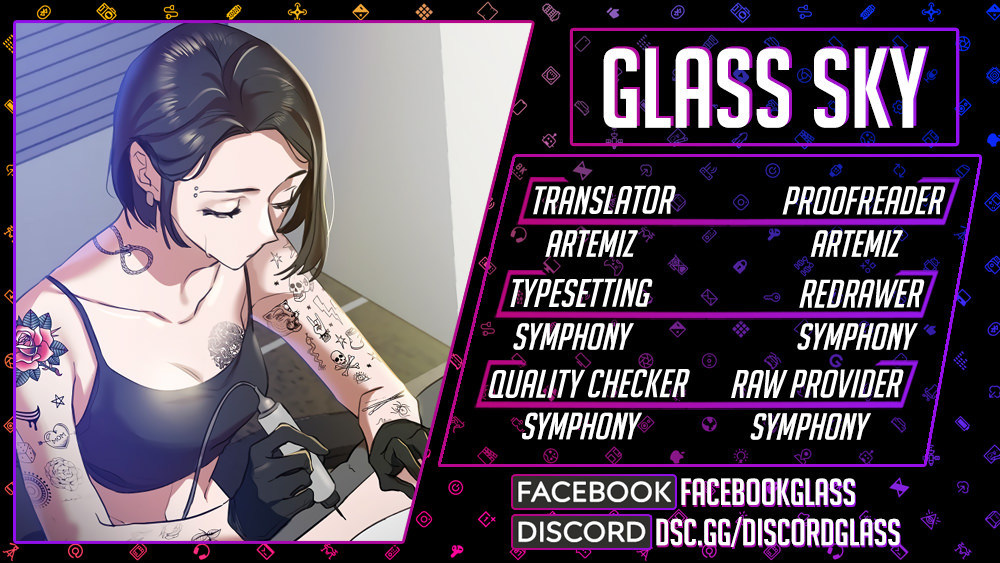 GLASS SKY
TRANSLATOR PROOFREADER
ARTEMIZ ARTEMIZ
TYPESETTING REDRAWER
SYMPHONY SYMPHONY
QUALITY CHECKER RAW PROVIDER
SYMPHONY SYMPHONY
FACEBOOK FACEBOOKGLASS
DISCORD DSC.GG/DISCORDGLASS
MOM